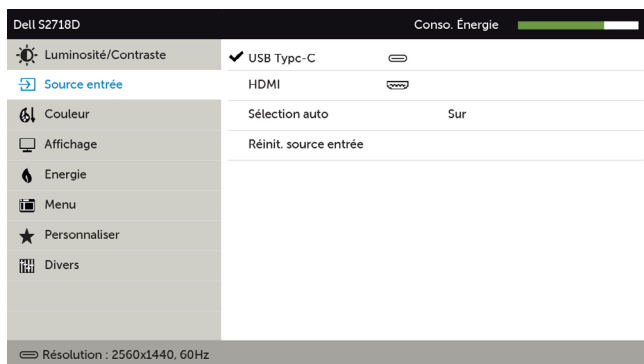 Dell S2718D Conso. Énergie
Luminosité/Contraste
Source entrée
Couleur
Affichage
Energie
Menu
Personnaliser
Divers
USB Typc-C
HDMI
Sélection auto Sur
Réinit. source entrée
Résolution : 2560x1440, 60Hz